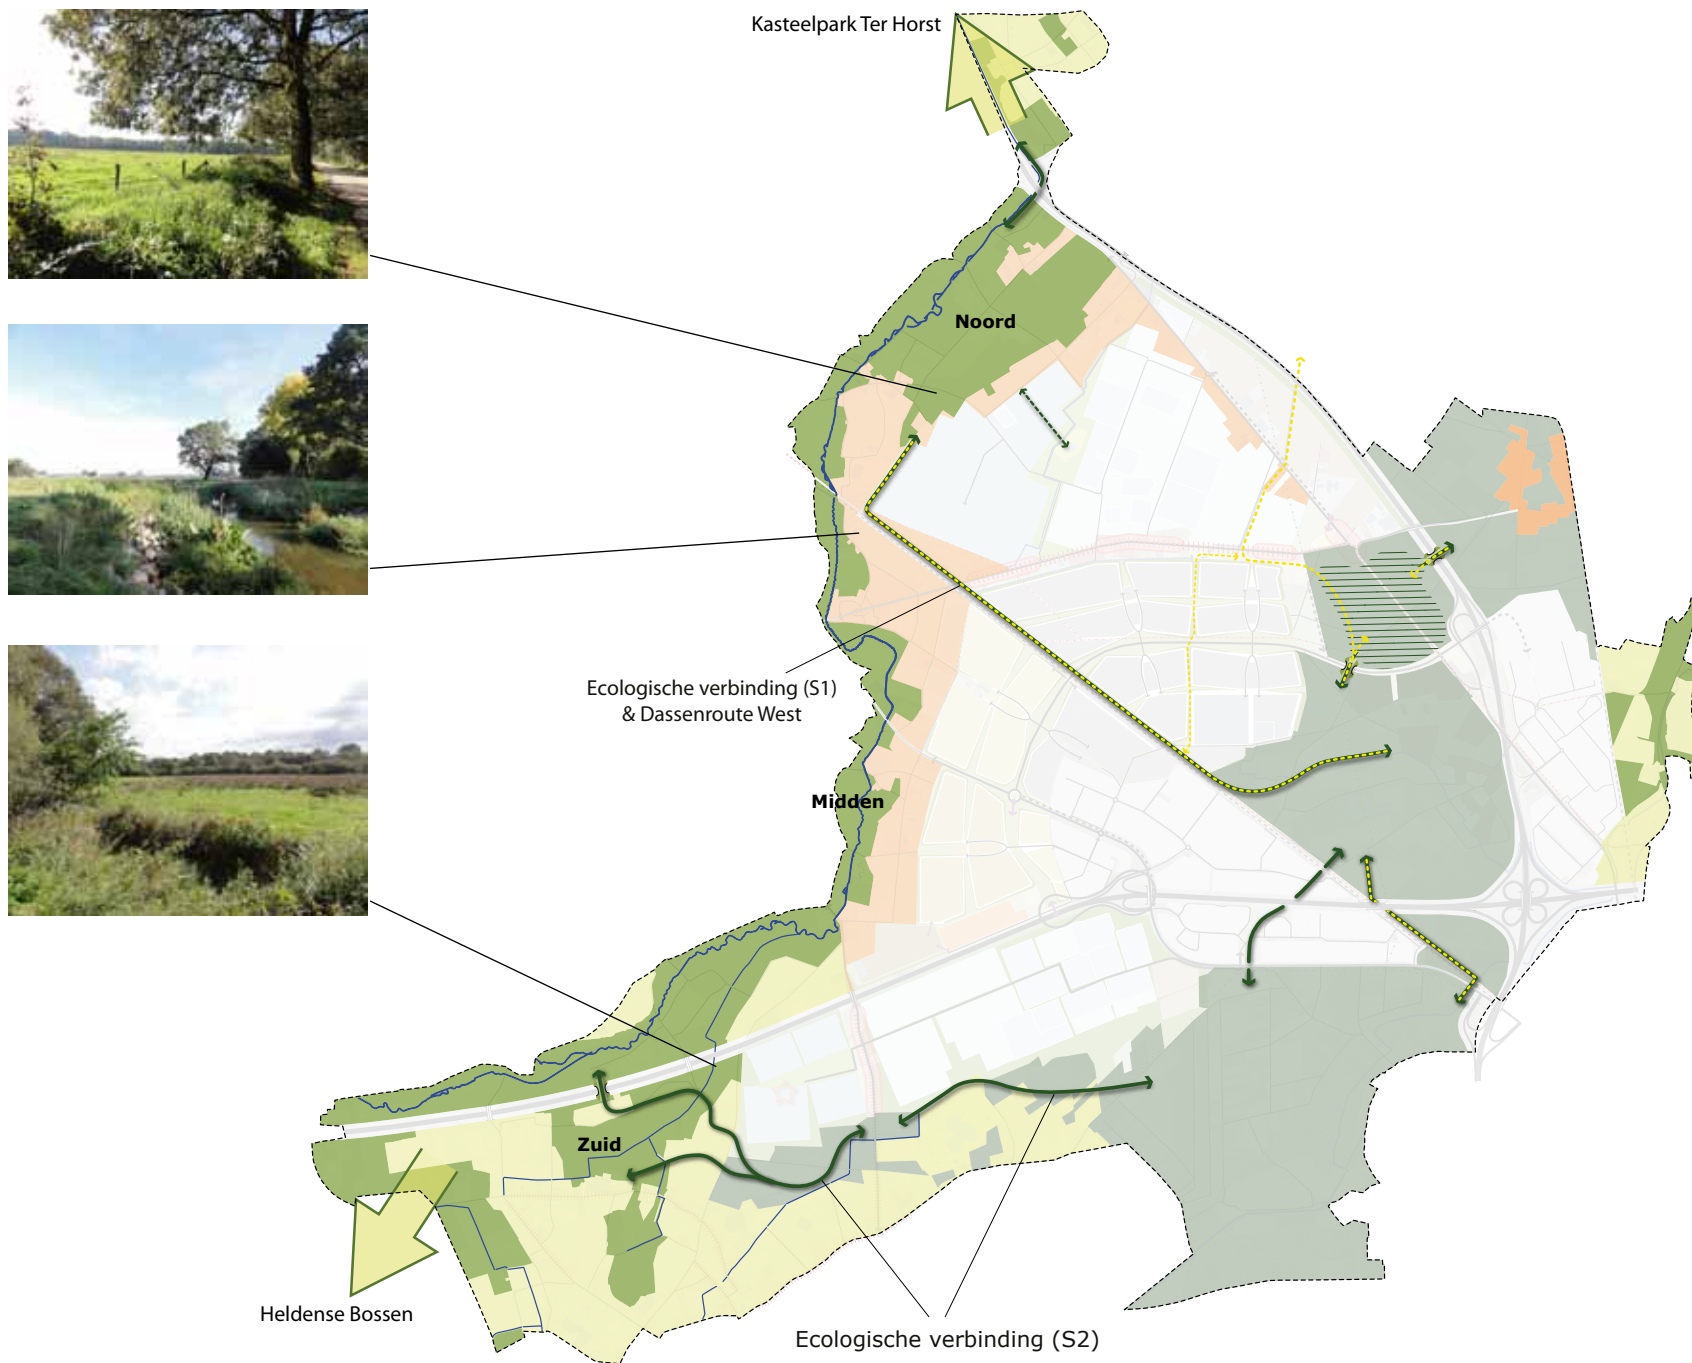 Kasteelpark Ter Horst
Noord
Ecologische verbinding (S1)
& Dassenroute West
Midden
Zuid
Heldense Bossen
Ecologische verbinding (S2)